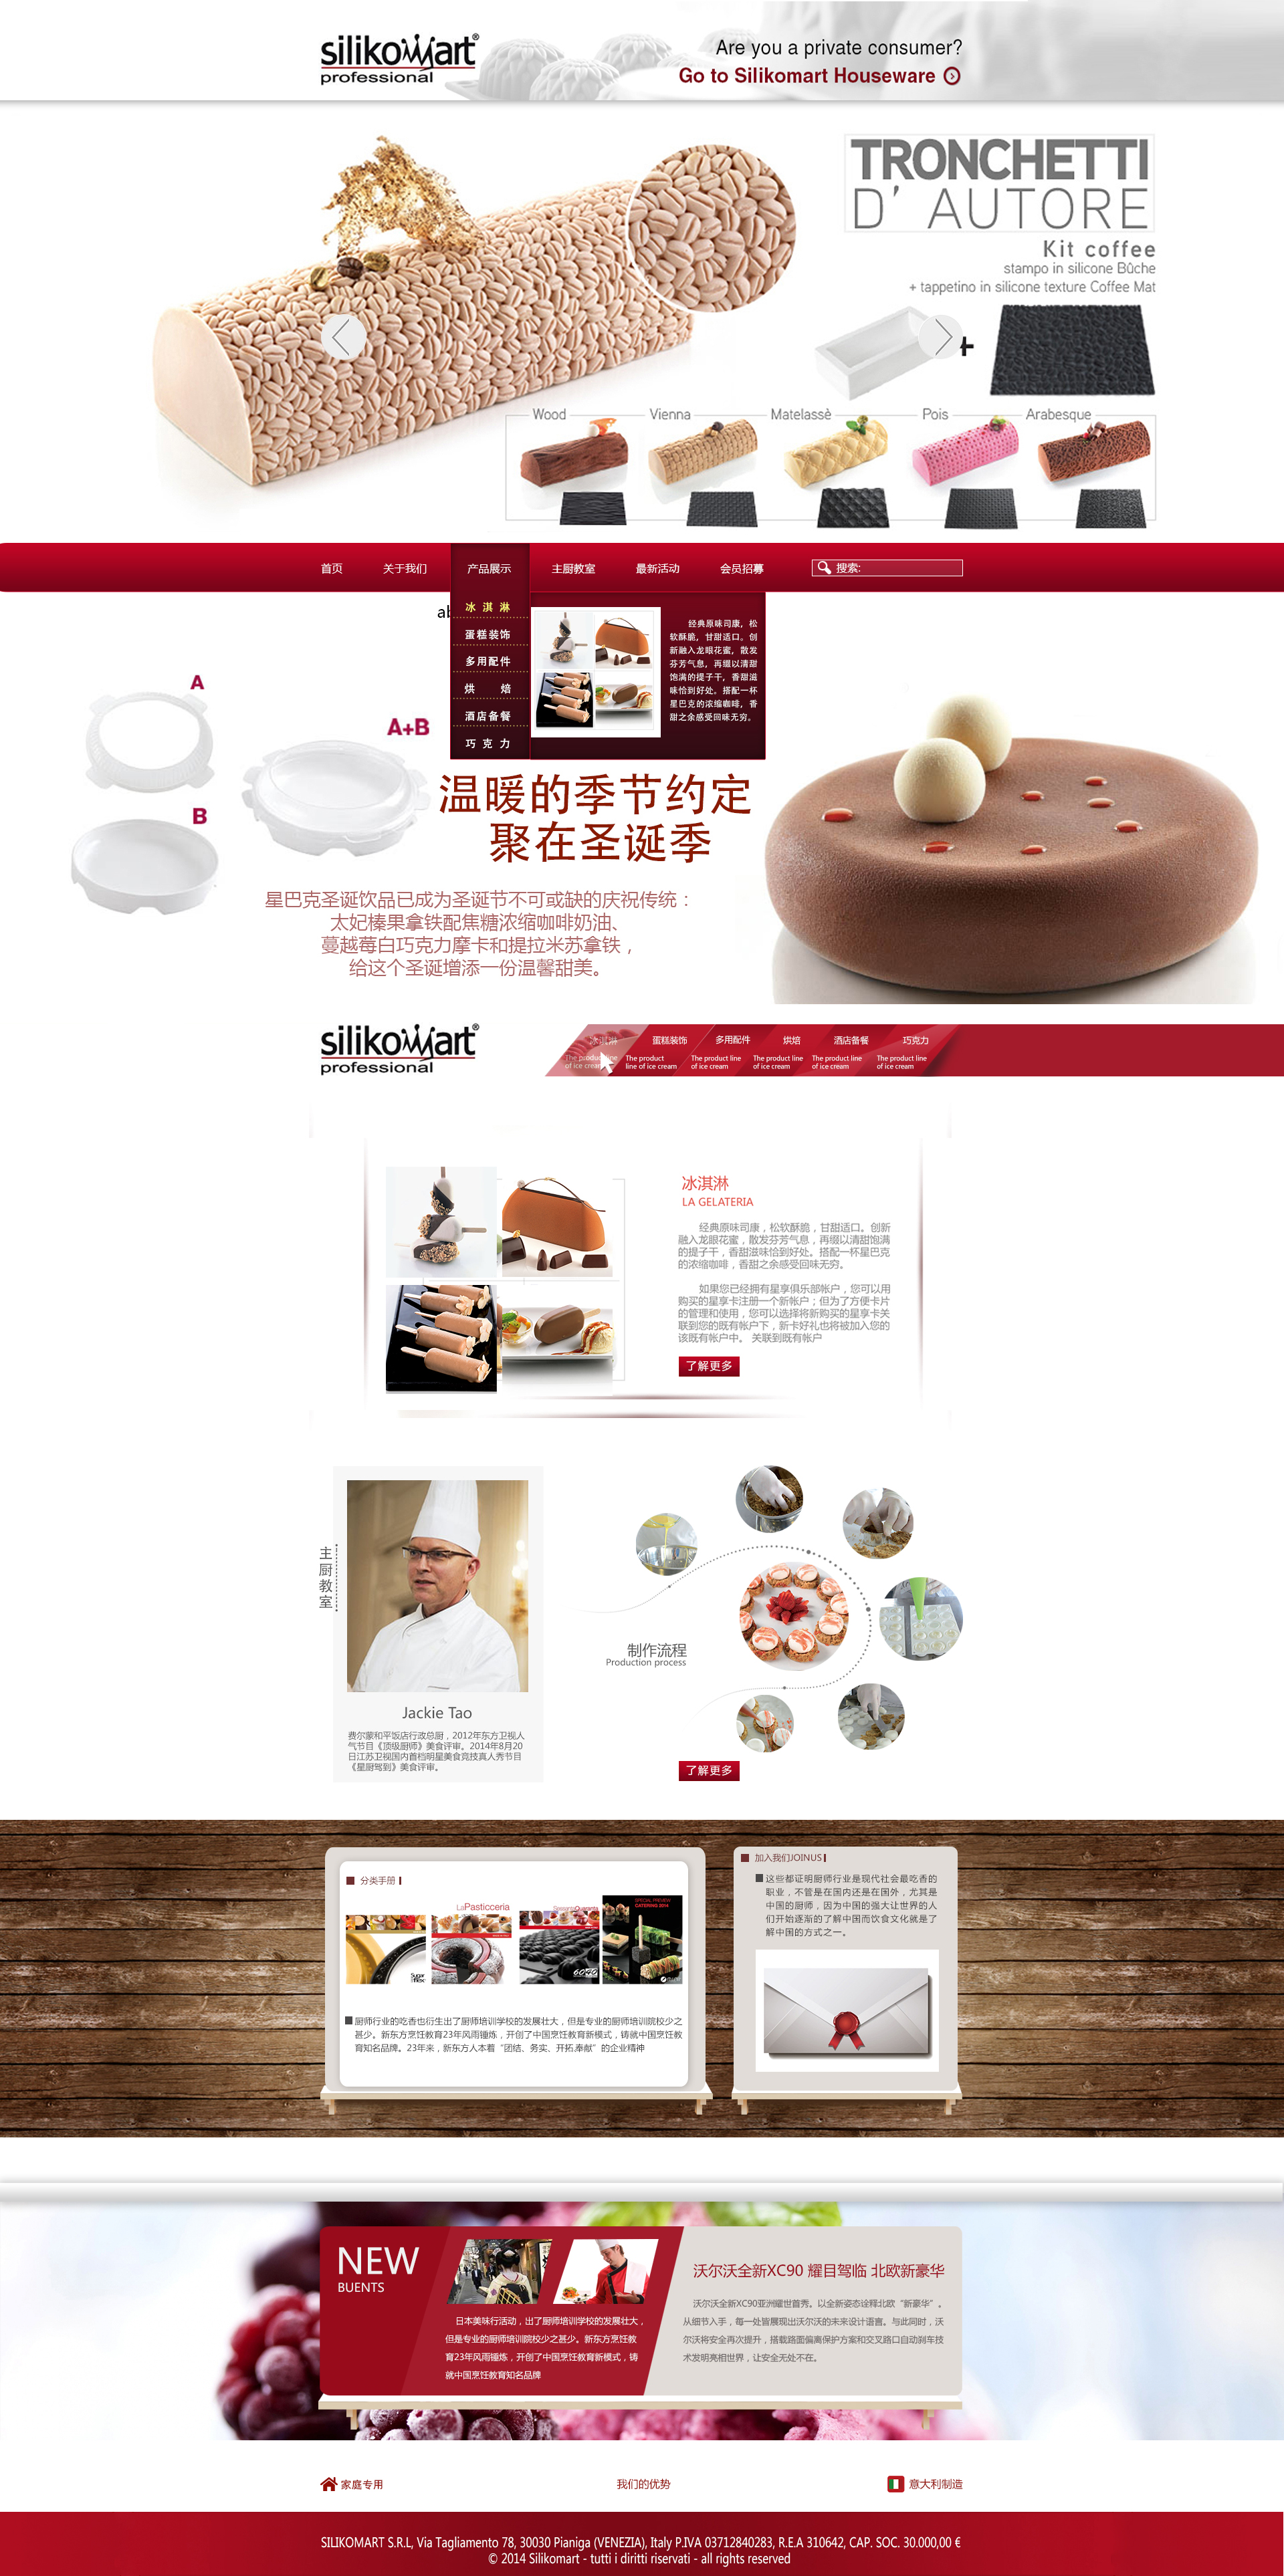 silikomart®
professional
Are you a private consumer?
Go to Silikomart Houseware
TRONCHETTI
D' AUTORE
Kit coffee
stampo in silicone Bûche
+ tappetino in silicone texture Coffee Mat
+
Wood
Vienna
Matelassè
Pois
Arabesque
首页
关于我们
产品展示
主厨教室
最新活动
会员招募
搜索:
冰淇淋
蛋糕装饰
多用配件
烘焙
酒店备餐
巧克力
经典原味司康，松
软酥脆，甘甜适口。创
新融入龙眼花蜜，散发
芬芳气息，再缀以清甜
饱满的提子干，香甜滋
味恰到好处。搭配一杯
星巴克的浓缩咖啡，香
甜之余感受回味无穷。
A
A+B
B
温暖的季节约定
聚在圣诞季
星巴克圣诞饮品已成为圣诞节不可或缺的庆祝传统：
太妃榛果拿铁配焦糖浓缩咖啡奶油、
蔓越莓白巧克力摩卡和提拉米苏拿铁，
给这个圣诞增添一份温馨甜美。
silikomart®
professional
冰淇淋
The product line
of ice cream
蛋糕装饰
The product
line of ice cream
多用配件
The product line
of ice cream
烘焙
The product line
of ice cream
酒店备餐
The product line
of ice cream
巧克力
The product line
of ice cream
冰淇淋
LA GELATERIA
经典原味司康，松软酥脆，甘甜适口。创新
融入龙眼花蜜，散发芬芳气息，再缀以清甜饱满
的提子干，香甜滋味恰到好处。搭配一杯星巴克
的浓缩咖啡，香甜之余感受回味无穷。
如果您已经拥有星享俱乐部帐户，您可以用
购买的星享卡注册一个新帐户；但为了方便卡片
的管理和使用，您可以选择将新购买的星享卡关
联到您的既有帐户下，新卡好礼也将被加入您的
该既有帐户中。 关联到既有帐户
了解更多
主厨教室
Jackie Tao
费尔蒙和平饭店行政总厨，2012年东方卫视人
气节目《顶级厨师》美食评审。2014年8月20
日江苏卫视国内首档明星美食竞技真人秀节目
《星厨驾到》美食评审。
制作流程
Production process
了解更多
分类手册
LaPasticceria
SPECIAL PREVIEW
CATERING 2014
Sugar
flex
60×40
厨师行业的吃香也衍生出了厨师培训学校的发展壮大，但是专业的厨师培训院校少之
甚少。新东方烹饪教育23年风雨锤炼，开创了中国烹饪教育新模式，铸就中国烹饪教
育知名品牌。23年来，新东方人本着“团结、务实、开拓,奉献”的企业精神
加入我们JOINUS
这些都证明厨师行业是现代社会最吃香的
职业，不管是在国内还是在国外，尤其是
中国的厨师，因为中国的强大让世界的人
们开始逐渐的了解中国而饮食文化就是了
解中国的方式之一。
NEW
BUENTS
日本美味行活动，出了厨师培训学校的发展壮大，
但是专业的厨师培训院校少之甚少。新东方烹饪教
育23年风雨锤炼，开创了中国烹饪教育新模式，铸
就中国烹饪教育知名品牌
沃尔沃全新XC90 耀目驾临 北欧新豪华
沃尔沃全新XC90亚洲耀世首秀。以全新姿态诠释北欧“新豪华”。
从细节入手，每一处皆展现出沃尔沃的未来设计语言。与此同时，沃
尔沃将安全再次提升，搭载路面偏离保护方案和交叉路口自动刹车技
术发明亮相世界，让安全无处不在。
家庭专用
我们的优势
意大利制造
SILIKOMART S.R.L, Via Tagliamento 78, 30030 Pianiga (VENEZIA), Italy P.IVA 03712840283, R.E.A 310642, CAP. SOC. 30.000,00 €
© 2014 Silikomart - tutti i diritti riservati - all rights reserved